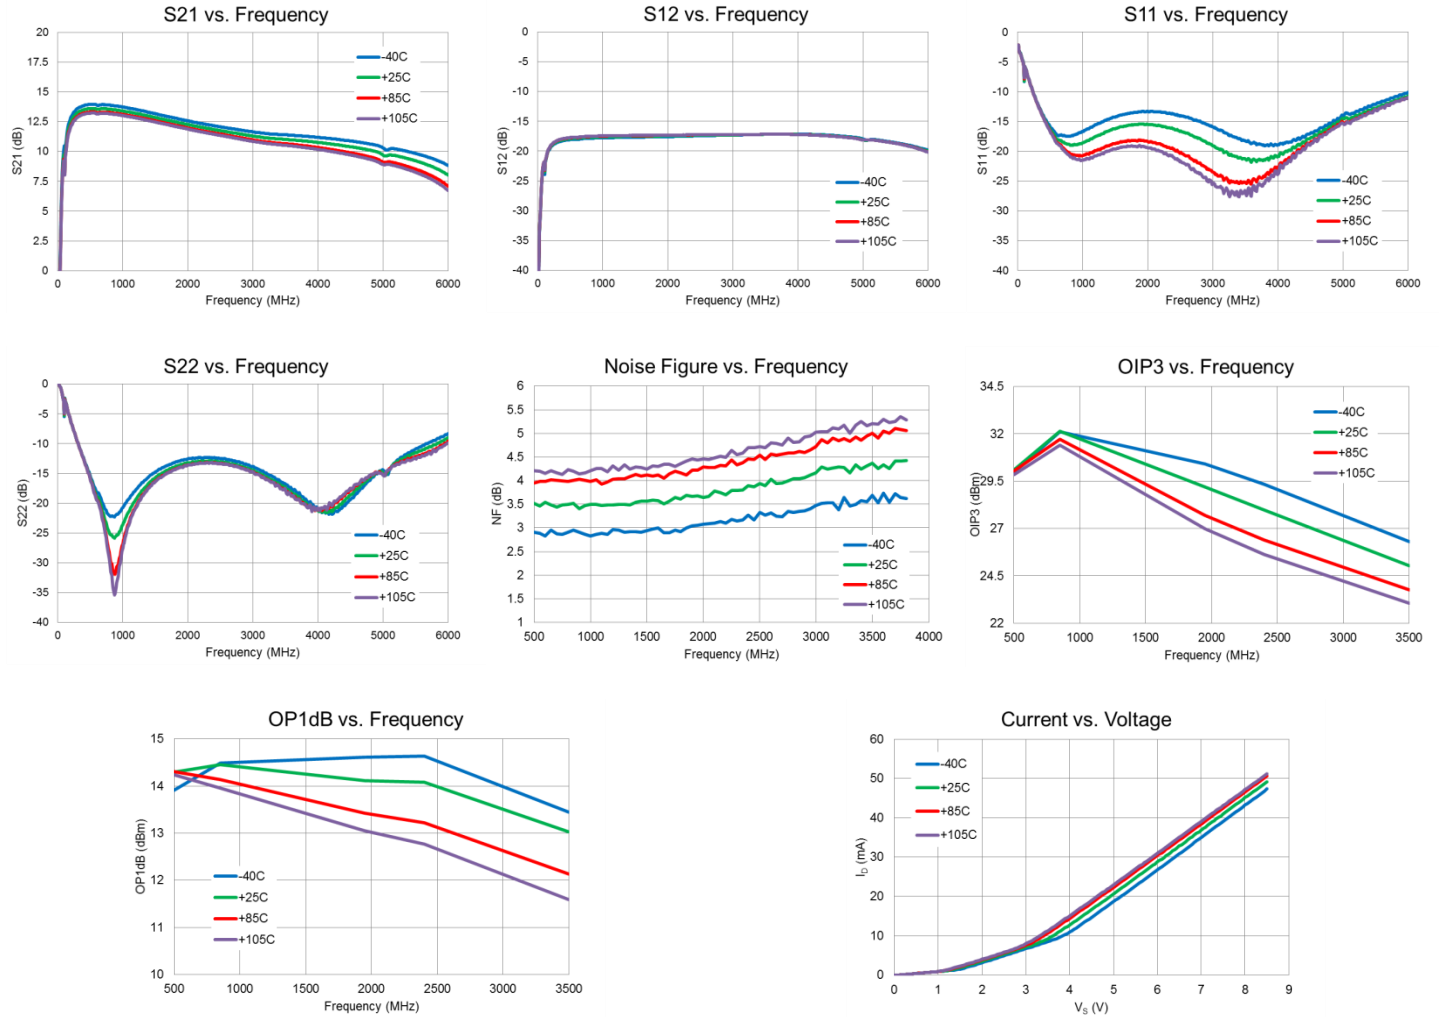 S21 vs. Frequency
20
17.5
15
12.5
10
7.5
5
2.5
0
S21 (dB)
-40C
+25C
+85C
+105C
0 1000 2000 3000 4000 5000 6000
Frequency (MHz)
S12 vs. Frequency
0
-5
-10
-15
-20
-25
-30
-35
-40
S12 (dB)
-40C
+25C
+85C
+105C
0 1000 2000 3000 4000 5000 6000
Frequency (MHz)
S11 vs. Frequency
0
-5
-10
-15
-20
-25
-30
-35
-40
S11 (dB)
-40C
+25C
+85C
+105C
0 1000 2000 3000 4000 5000 6000
Frequency (MHz)
S22 vs. Frequency
0
-5
-10
-15
-20
-25
-30
-35
-40
S22 (dB)
-40C
+25C
+85C
+105C
0 1000 2000 3000 4000 5000 6000
Frequency (MHz)
Noise Figure vs. Frequency
6
5.5
5
4.5
4
3.5
3
2.5
2
1.5
1
NF (dB)
-40C
+25C
+85C
+105C
500 1000 1500 2000 2500 3000 3500 4000
Frequency (MHz)
OIP3 vs. Frequency
34.5
32
29.5
27
24.5
22
OIP3 (dBm)
-40C
+25C
+85C
+105C
500 1000 1500 2000 2500 3000 3500
Frequency (MHz)
OP1dB vs. Frequency
15
14
13
12
11
10
OP1dB (dBm)
-40C
+25C
+85C
+105C
500 1000 1500 2000 2500 3000 3500
Frequency (MHz)
Current vs. Voltage
60
50
40
30
20
10
0
I_D (mA)
-40C
+25C
+85C
+105C
0 1 2 3 4 5 6 7 8 9
V_S (V)